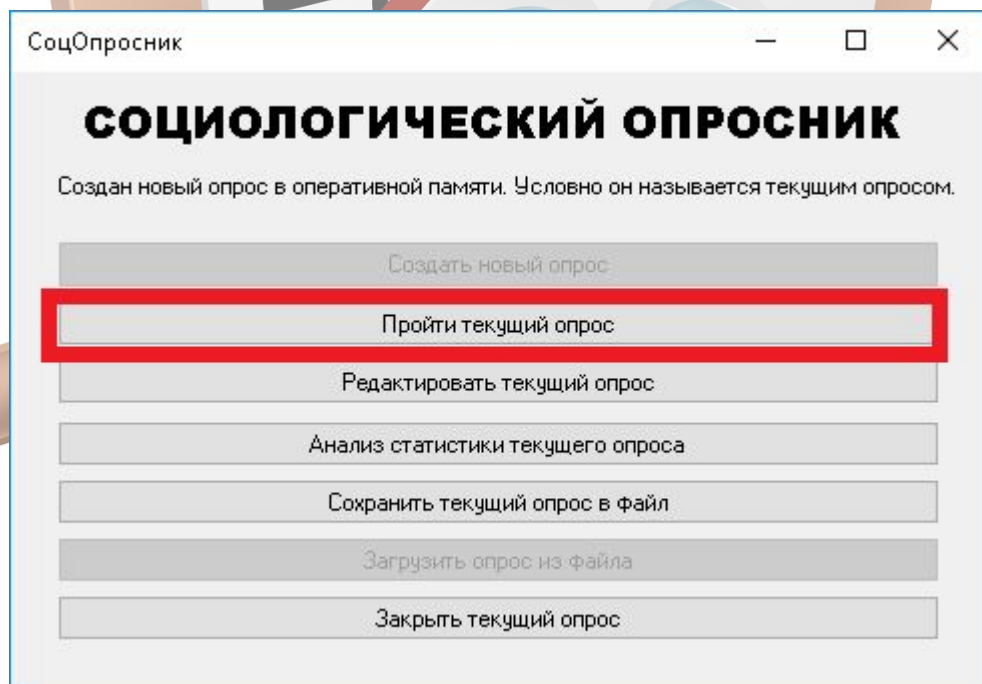 СоцОпросник
СОЦИОЛОГИЧЕСКИЙ ОПРОСНИК
Создан новый опрос в оперативной памяти. Условно он называется текущим опросом.
Создать новый опрос
Пройти текущий опрос
Редактировать текущий опрос
Анализ статистики текущего опроса
Сохранить текущий опрос в файл
Загрузить опрос из файла
Закрыть текущий опрос